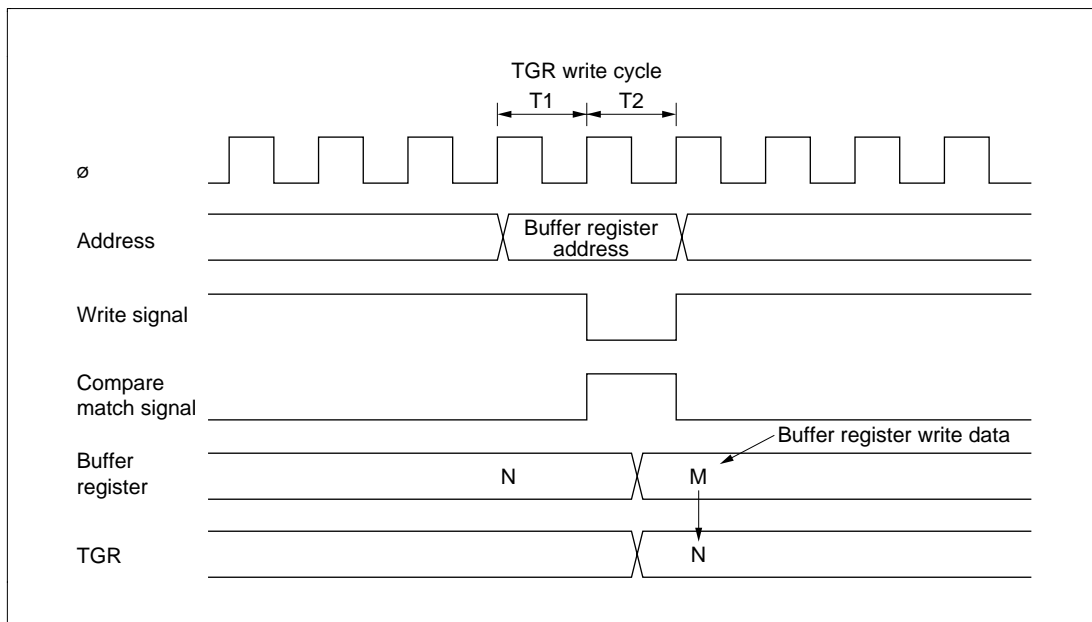 TGR write cycle
T1 T2
ø
Address
Buffer register
address
Write signal
Compare
match signal
Buffer register write data
Buffer
register
N M
TGR
N